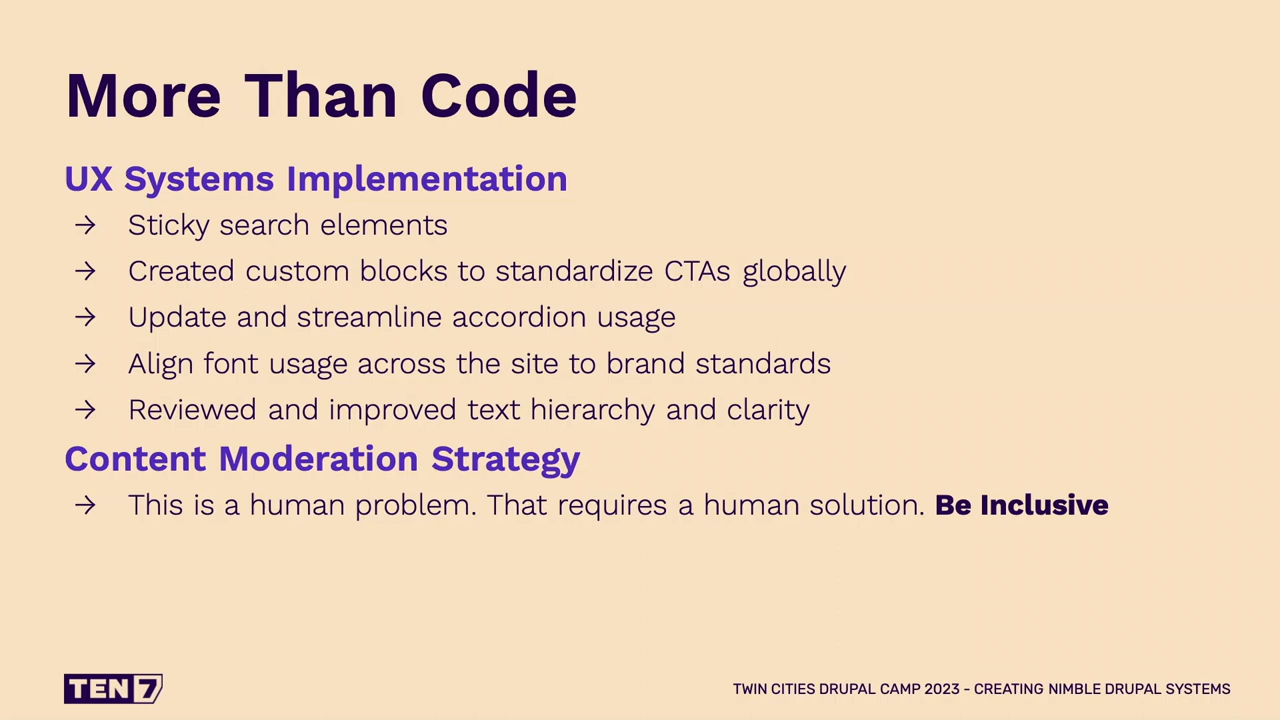 More Than Code
UX Systems Implementation
→ Sticky search elements
→ Created custom blocks to standardize CTAs globally
→ Update and streamline accordion usage
→ Align font usage across the site to brand standards
→ Reviewed and improved text hierarchy and clarity
Content Moderation Strategy
→ This is a human problem. That requires a human solution. Be Inclusive
TEN7
TWIN CITIES DRUPAL CAMP 2023 - CREATING NIMBLE DRUPAL SYSTEMS